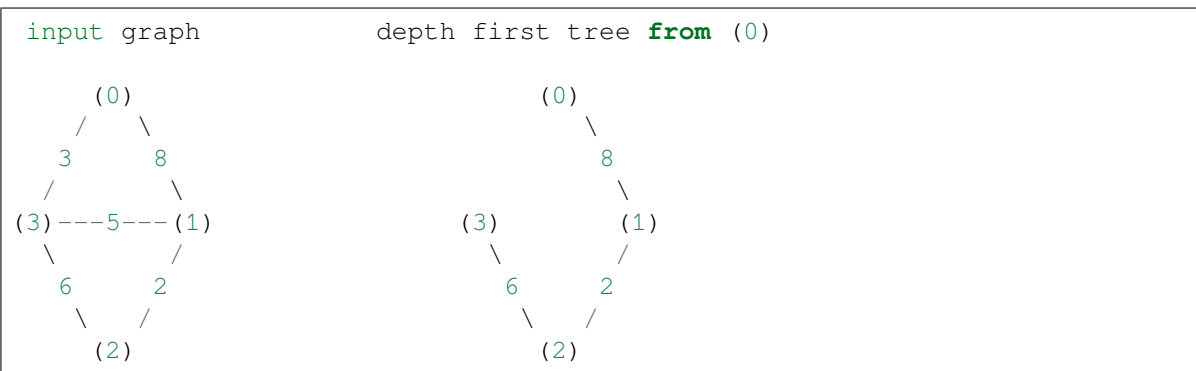 input graph                 depth first tree from (0)
      (0)                                 (0)
     /   \                                   \
    3     8                                   8
   /       \                                   \
(3)---5---(1)                       (3)        (1)
   \       /                           \       /
    6     2                             6     2
     \   /                               \   /
      (2)                                 (2)